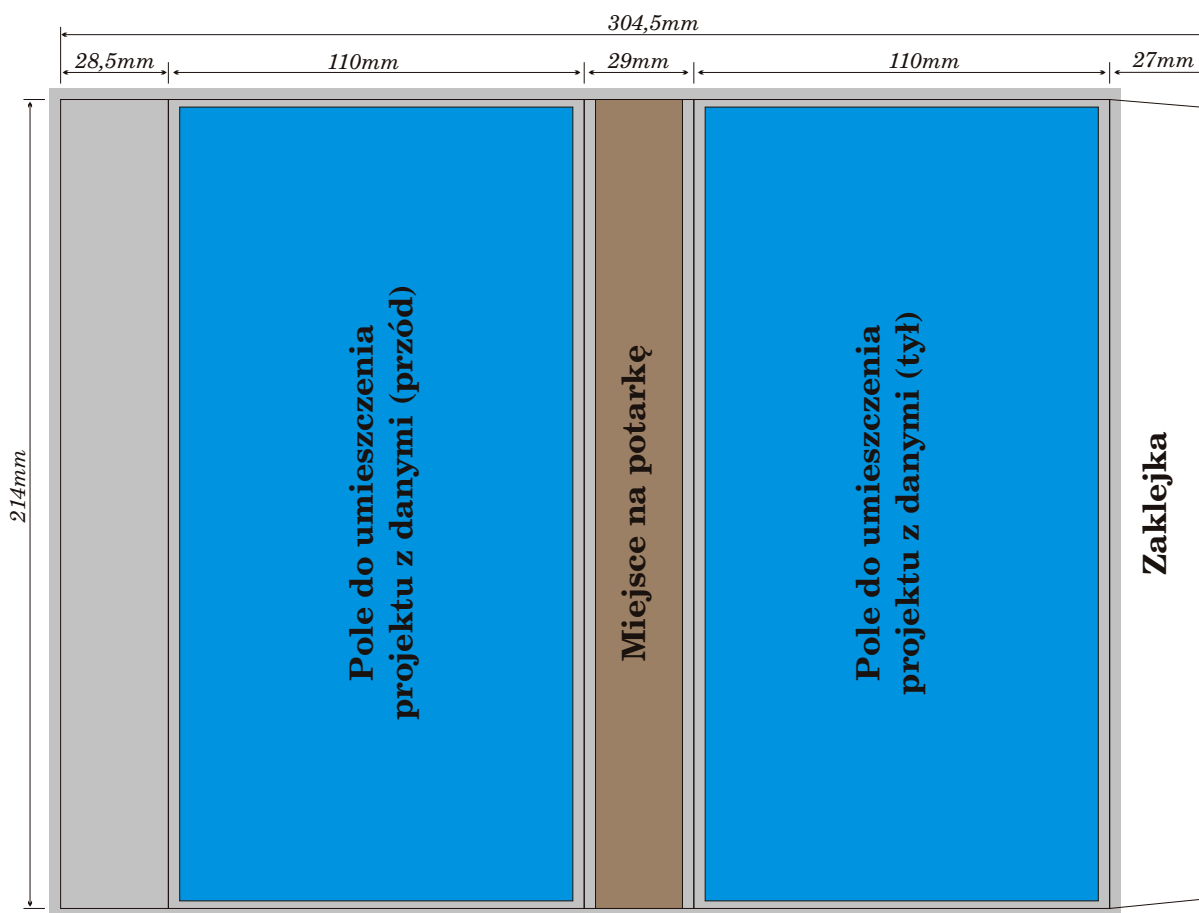 304,5mm
28,5mm
110mm
29mm
110mm
27mm
214mm
Pole do umieszczenia
projektu z danymi (przód)
Miejsce na potarkę
Pole do umieszczenia
projektu z danymi (tył)
Zaklejka